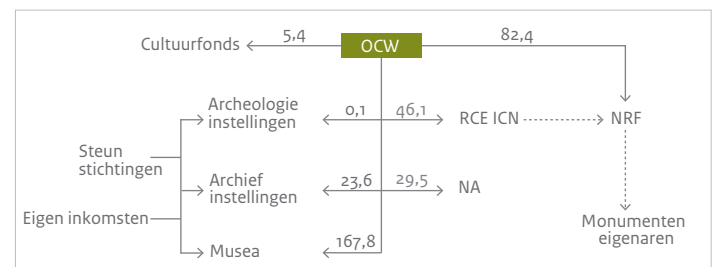 Cultuurfonds 5,4 OCW 82,4
Archeologie
instellingen 0,1 46,1 RCE ICN NRF
Steun
stichtingen
Archief
instellingen 23,6 29,5 NA
Eigen inkomsten
Monumenten
eigenaren
Musea 167,8